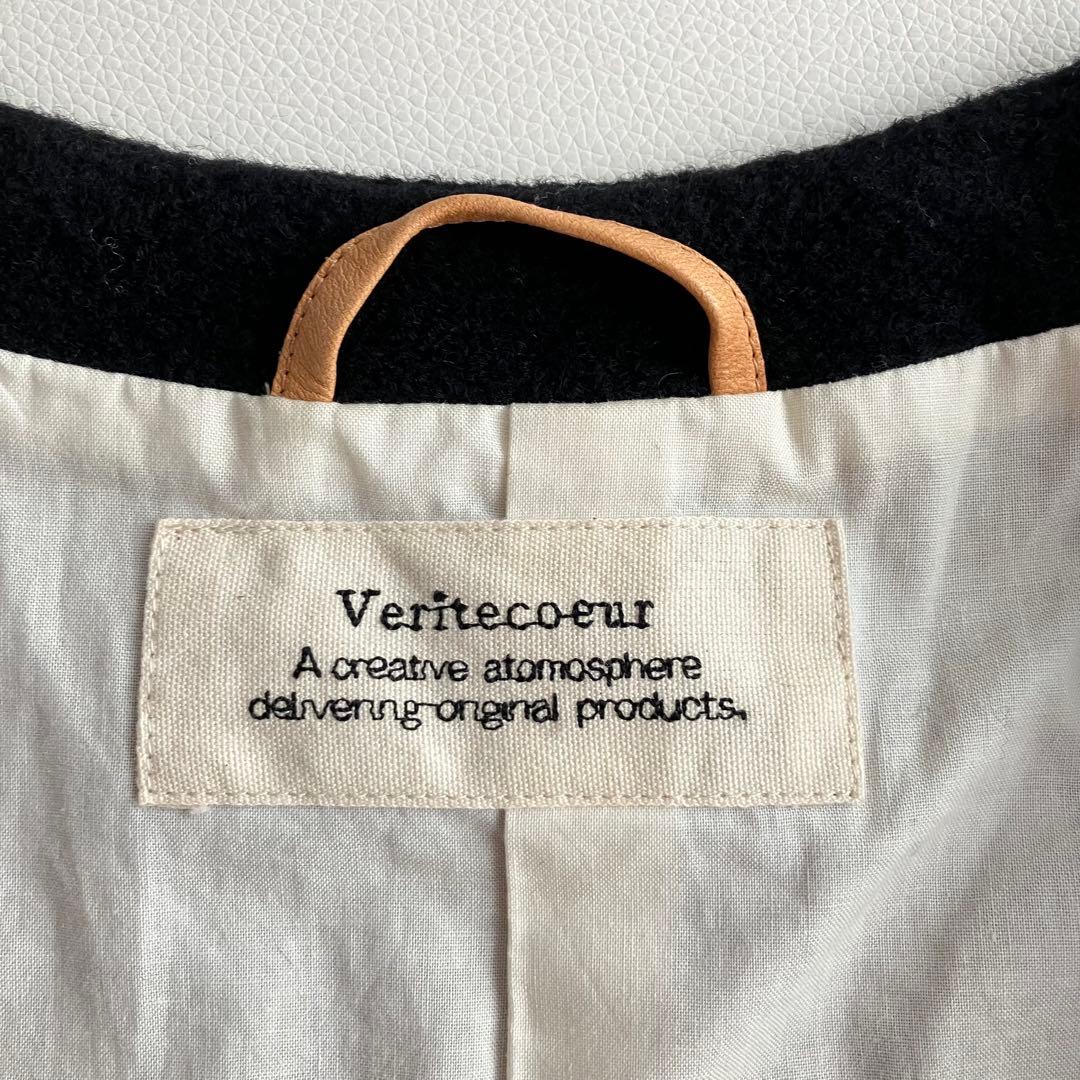 Veritecoeur
A creative atomosphere
delivering original products.